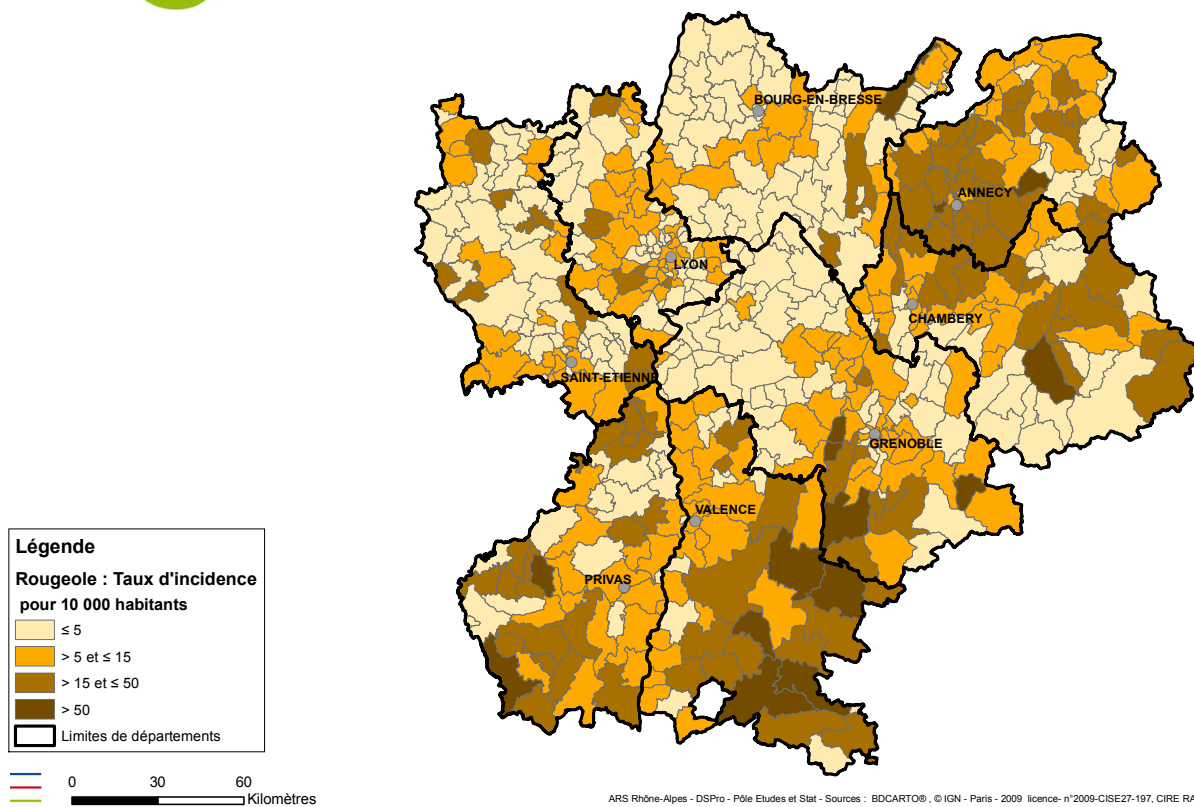 BOURG-EN-BRESSE
ANNECY
LYON
CHAMBERY
SAINT-ETIENNE
GRENOBLE
VALENCE
PRIVAS
Légende
Rougeole : Taux d'incidence
pour 10 000 habitants
≤ 5
> 5 et ≤ 15
> 15 et ≤ 50
> 50
Limites de départements
0 30 60
Kilomètres
ARS Rhône-Alpes - DSPro - Pôle Etudes et Stat - Sources : BDCARTO® , © IGN - Paris - 2009 licence- n°2009-CISE27-197, CIRE RA